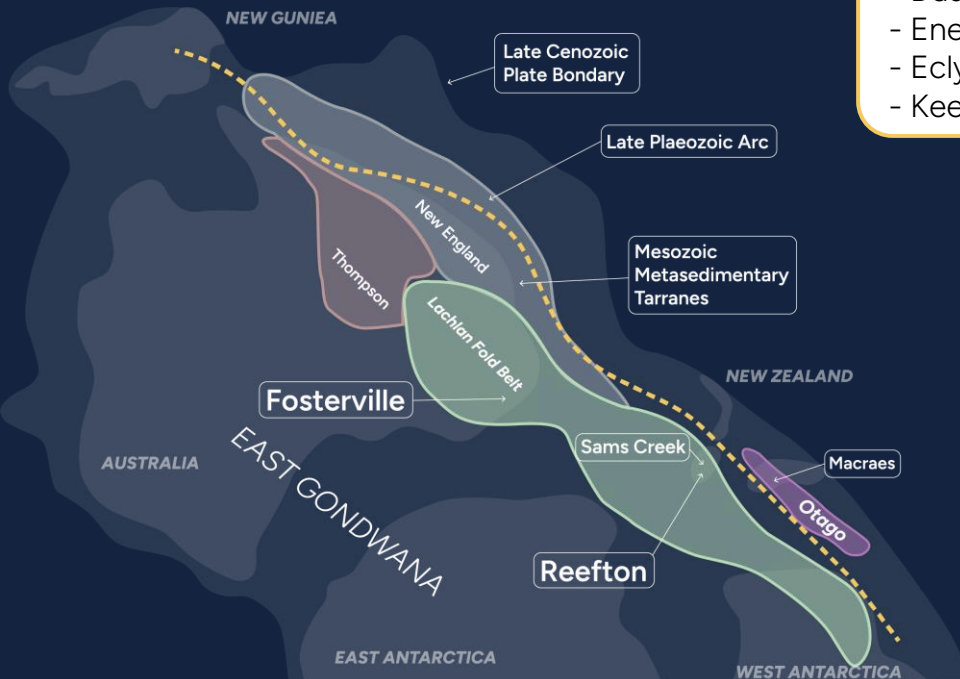 NEW GUNIEA
Late Cenozoic
Plate Bondary
- Ene
- Ecly
- Kee
Late Plaeozoic Arc
New England
Thompson
Mesozoic
Metasedimentary
Tarranes
Lachlan Fold Belt
Fosterville
NEW ZEALAND
AUSTRALIA
EAST GONDWANA
Sams Creek
Macraes
Otago
Reefton
EAST ANTARCTICA
WEST ANTARCTICA